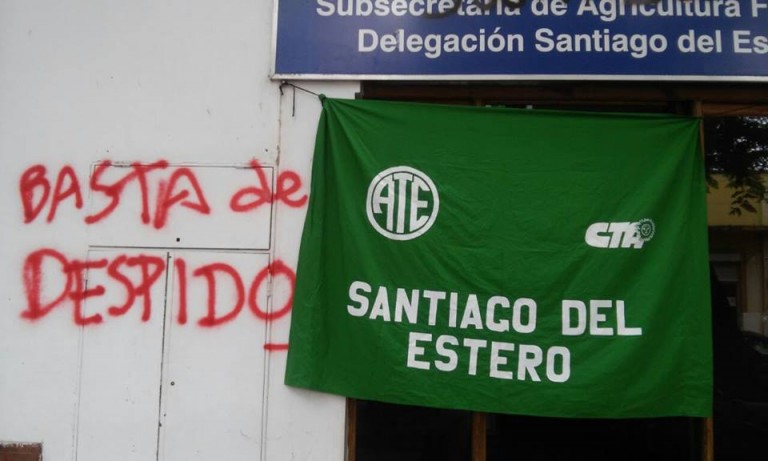 Subsecretaría de Agricultura F
Delegación Santiago del Es
BASTA de
DESPIDO
ATE
CTA
SANTIAGO DEL
ESTERO